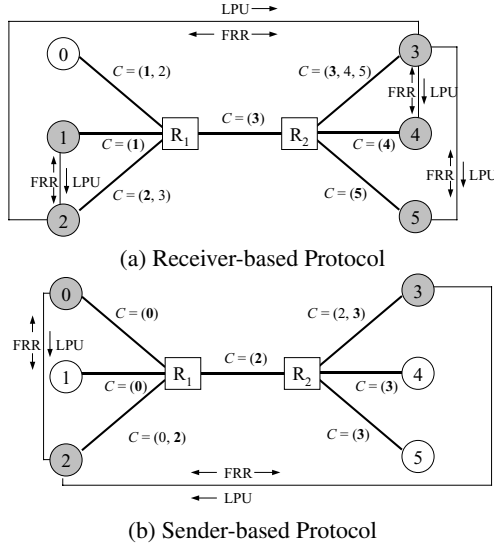 LPU
FRR
0
3
C = (1, 2)
(3, 4, 5)
FRR LPU
1
R1
C = (3)
R2
4
C = (1)
C = (4)
FRR LPU
C = (2, 3)
C = (5)
FRR LPU
2
5
(a) Receiver-based Protocol
0
3
C = (0)
C = (2, 3)
FRR LPU
C = (2)
1
R1
R2
4
C = (0)
C = (3)
C = (0, 2)
C = (3)
2
5
FRR
LPU
(b) Sender-based Protocol